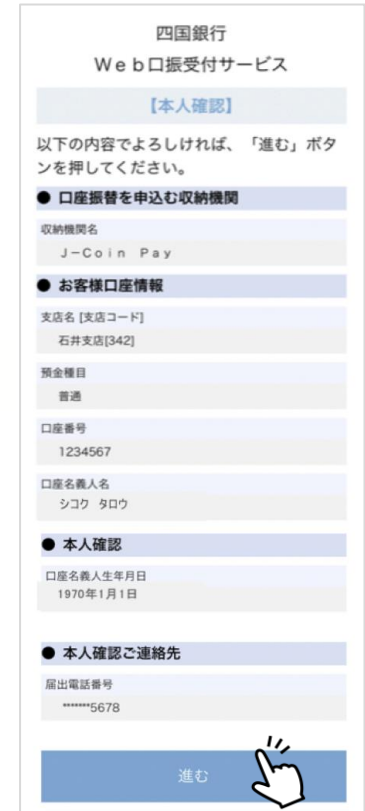 四国銀行
Ｗｅｂ口振受付サービス
【本人確認】
以下の内容でよろしければ、「進む」ボタ
ンを押してください。
● 口座振替を申込む収納機関
収納機関名
Ｊ−Ｃｏｉｎ　Ｐａｙ
● お客様口座情報
支店名 [支店コード]
石井支店[342]
預金種目
普通
口座番号
1234567
口座名義人名
シコク タロウ
● 本人確認
口座名義人生年月日
1970年1月1日
● 本人確認ご連絡先
届出電話番号
******5678
進む